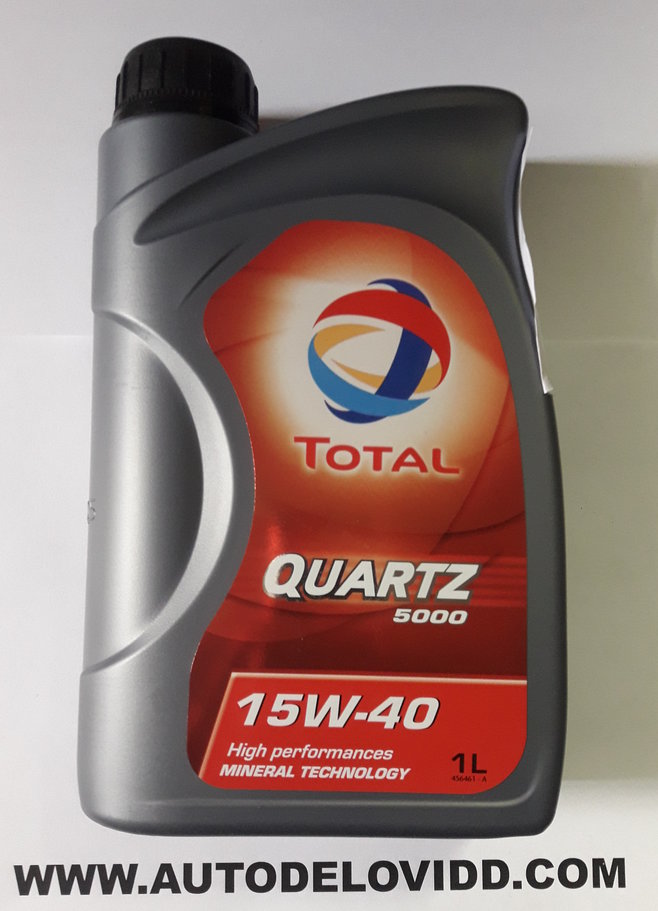 TOTAL
QUARTZ
5000
15W-40
High performances
MINERAL TECHNOLOGY
1L
456461 - A
WWW.AUTODELOVIDD.COM